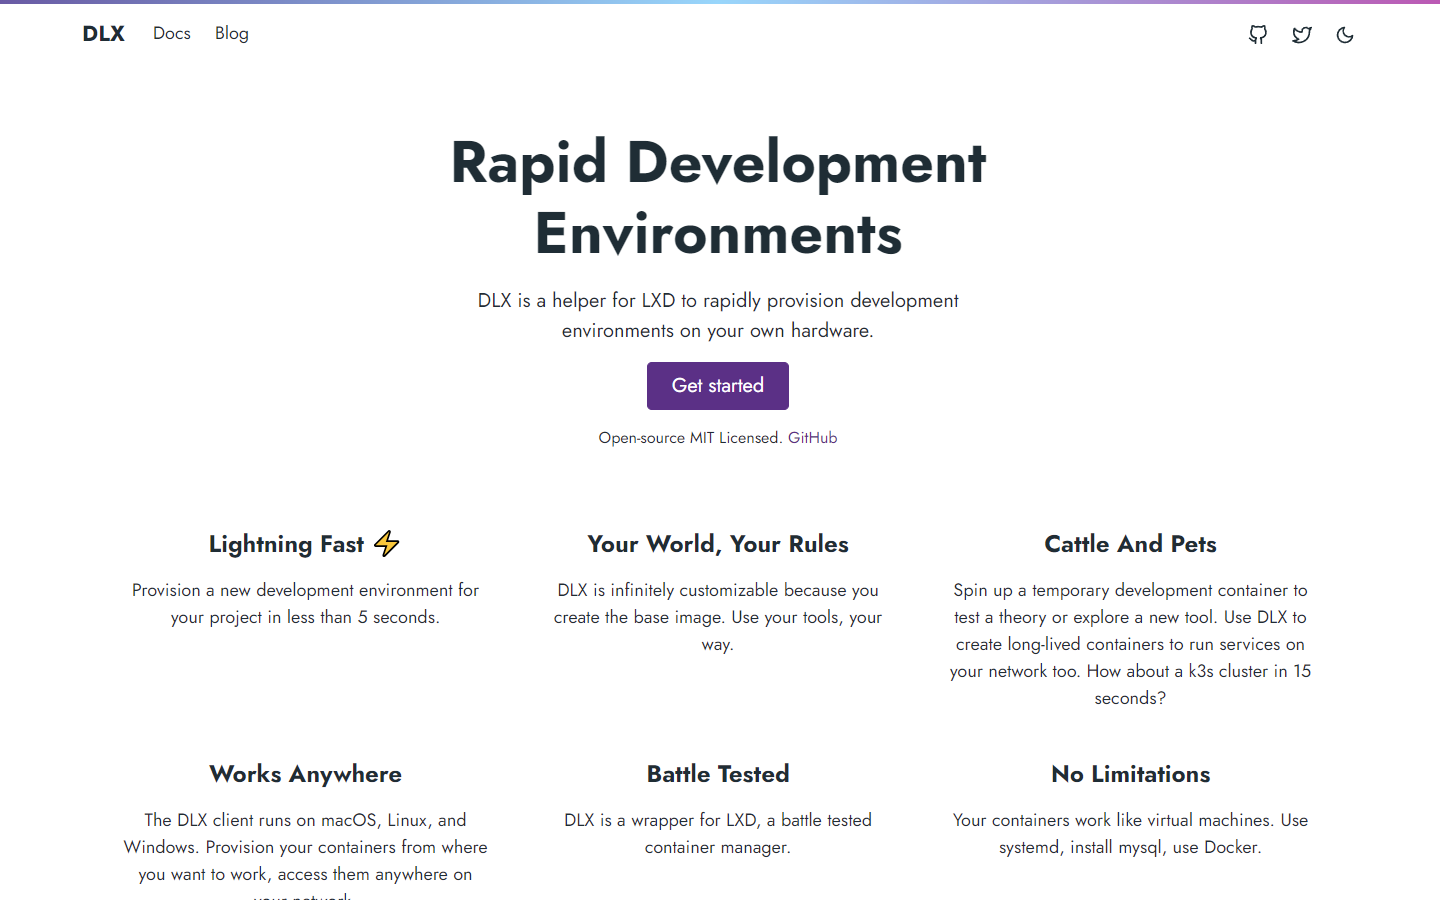 DLX Docs Blog
Rapid Development
Environments
DLX is a helper for LXD to rapidly provision development
environments on your own hardware.
Get started
Open-source MIT Licensed. GitHub
Lightning Fast ⚡
Provision a new development environment for
your project in less than 5 seconds.
Your World, Your Rules
DLX is infinitely customizable because you
create the base image. Use your tools, your
way.
Cattle And Pets
Spin up a temporary development container to
test a theory or explore a new tool. Use DLX to
create long-lived containers to run services on
your network too. How about a k3s cluster in 15
seconds?
Works Anywhere
The DLX client runs on macOS, Linux, and
Windows. Provision your containers from where
you want to work, access them anywhere on
your network.
Battle Tested
DLX is a wrapper for LXD, a battle tested
container manager.
No Limitations
Your containers work like virtual machines. Use
systemd, install mysql, use Docker.